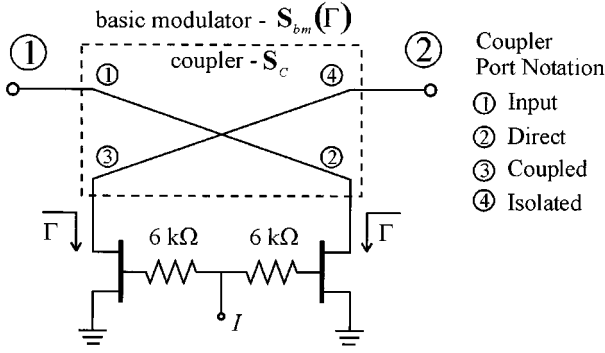 basic modulator - S_bm(Γ)
① ②
coupler - S_C
① ④
③ ②
Γ Γ
6 kΩ 6 kΩ
I
Coupler
Port Notation
① Input
② Direct
③ Coupled
④ Isolated